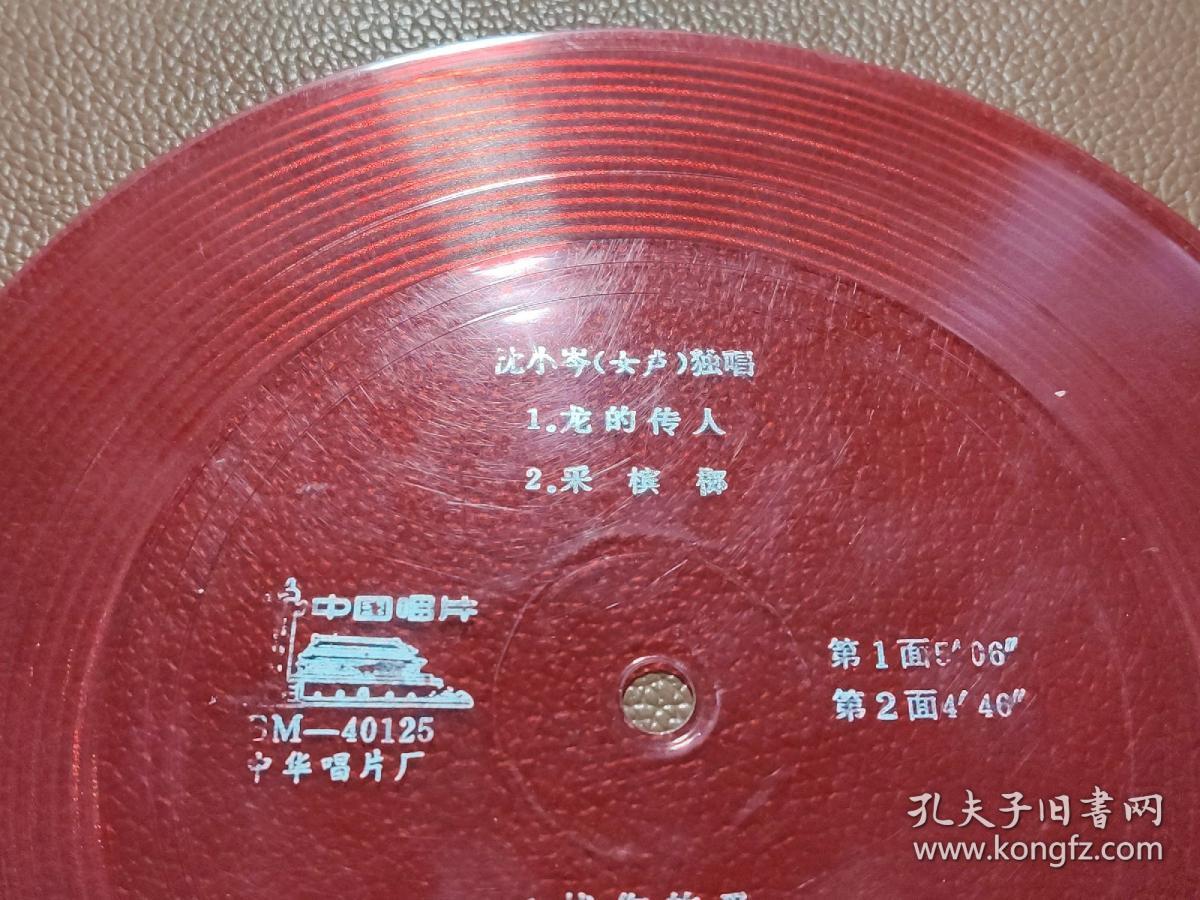 沈小岑(女声)独唱
1.龙的传人
2.采槟榔
中国唱片
BM—40125
中华唱片厂
第1面5′06″
第2面4′46″
孔夫子旧書网
www.kongfz.com